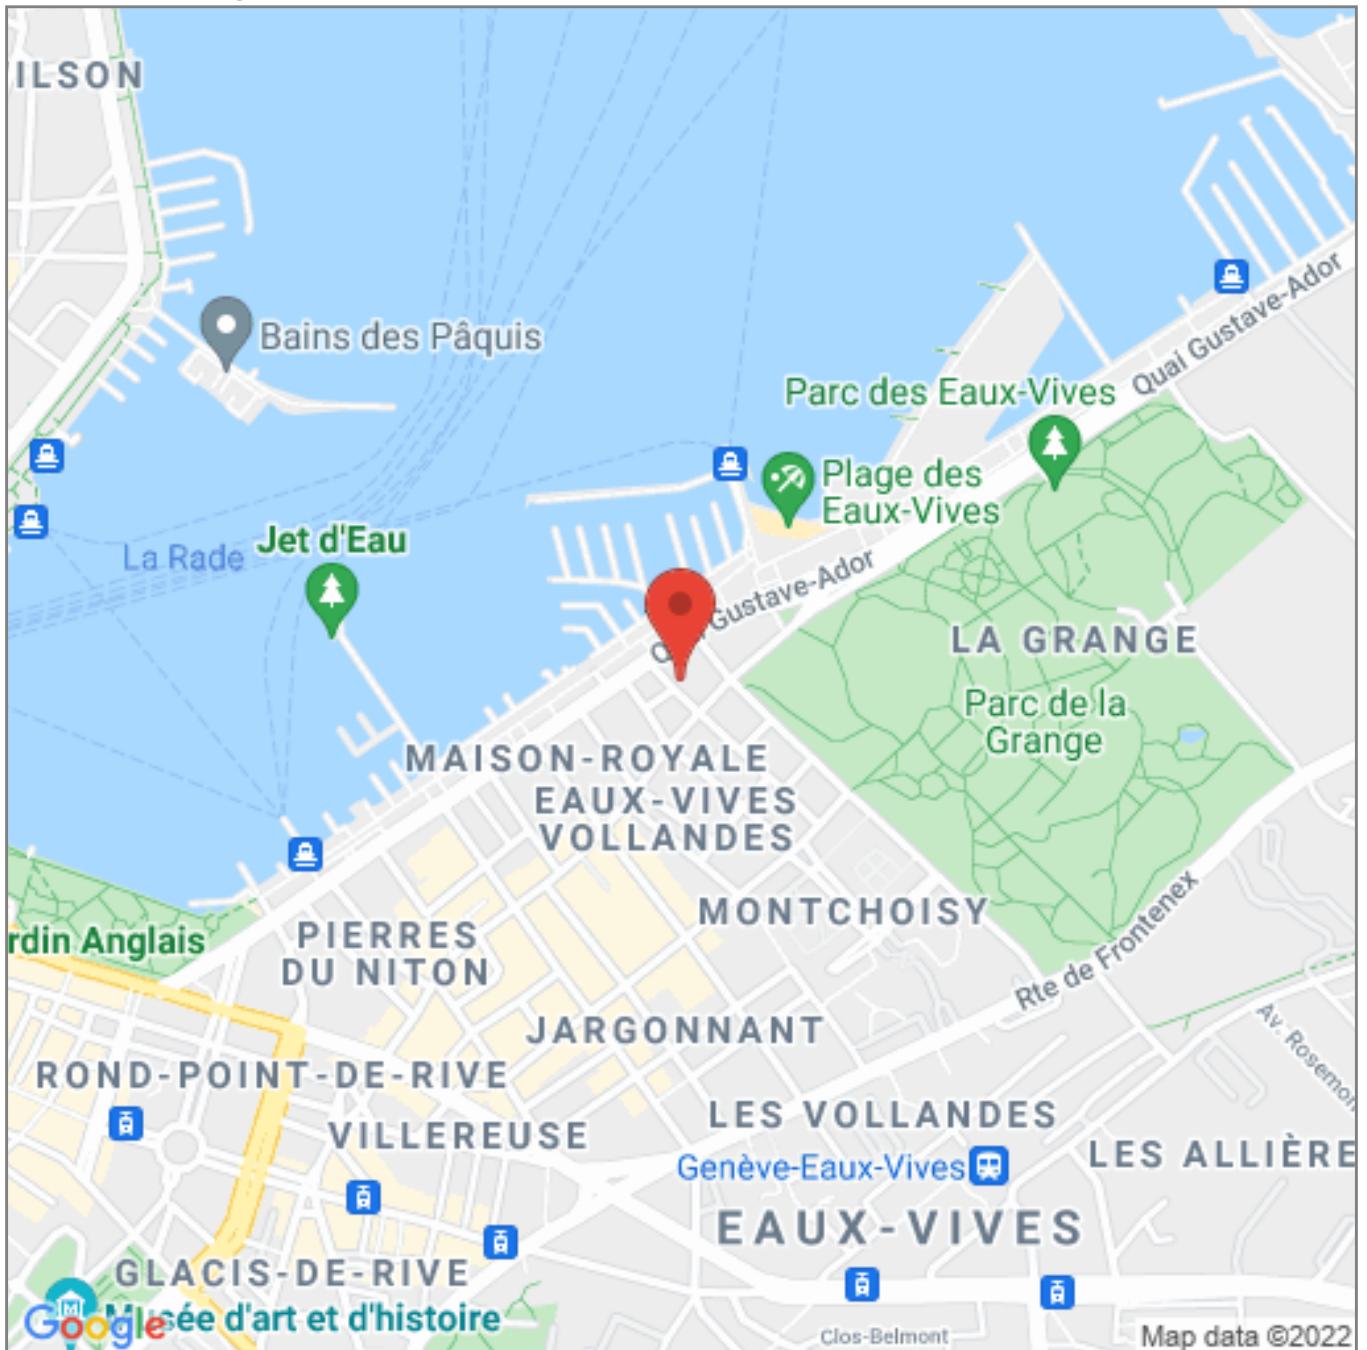 ILSON
Bains des Pâquis
Quai Gustave-Ador
Parc des Eaux-Vives
Plage des
Eaux-Vives
Jet d'Eau
La Rade
Gustave-Ador
LA GRANGE
Parc de la
Grange
MAISON-ROYALE
EAUX-VIVES
VOLLANDES
MONTCHOISY
rdin Anglais
PIERRES
DU NITON
Rte de Frontenex
JARGONNANT
Av. Rosemon
ROND-POINT-DE-RIVE
VILLEREUSE
LES VOLLANDES
LES ALLIÈRE
Genève-Eaux-Vives
EAUX-VIVES
GLACIS-DE-RIVE
sée d'art et d'histoire
Google
Clos-Belmont
Map data ©2022